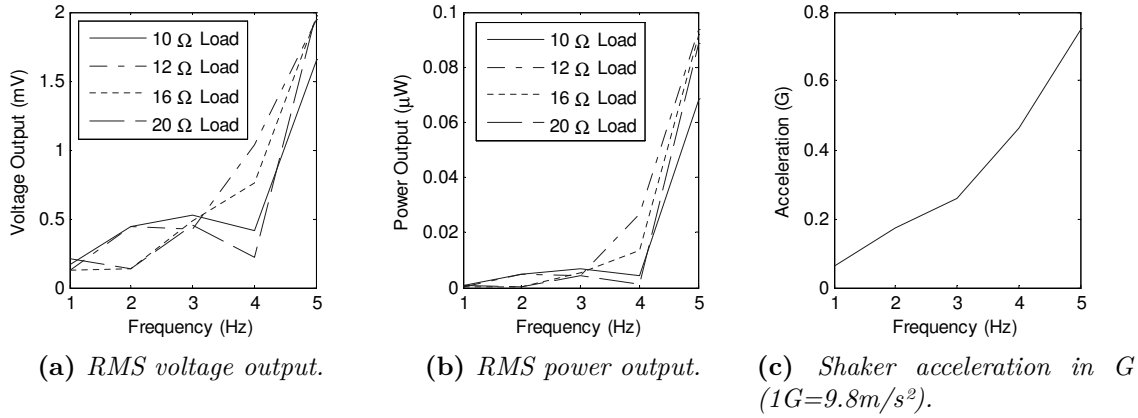 2
1.5
1
0.5
0
1 2 3 4 5
Voltage Output (mV)
Frequency (Hz)
10 Ω Load
12 Ω Load
16 Ω Load
20 Ω Load
(a) RMS voltage output.
0.1
0.08
0.06
0.04
0.02
0
1 2 3 4 5
Power Output (μW)
Frequency (Hz)
10 Ω Load
12 Ω Load
16 Ω Load
20 Ω Load
(b) RMS power output.
0.8
0.6
0.4
0.2
0
1 2 3 4 5
Acceleration (G)
Frequency (Hz)
(c) Shaker acceleration in G
(1G=9.8m/s²).